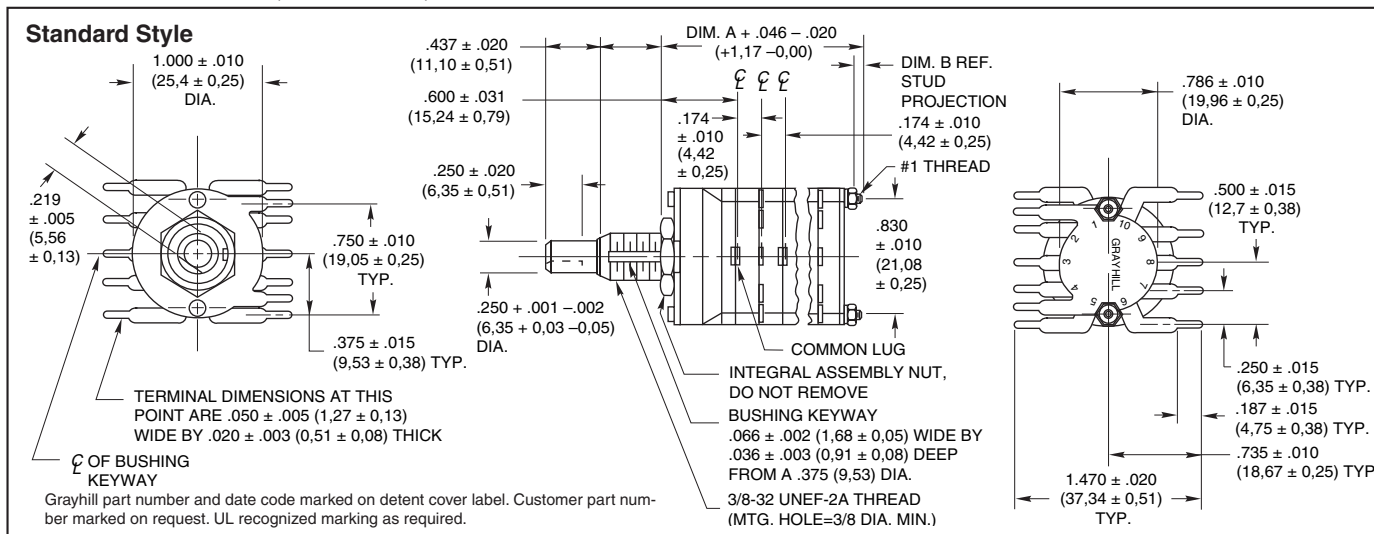 Standard Style
1.000 ± .010
(25,4 ± 0,25)
DIA.
.219
± .005
(5,56
± 0,13)
.750 ± .010
(19,05 ± 0,25)
TYP.
.375 ± .015
(9,53 ± 0,38) TYP.
TERMINAL DIMENSIONS AT THIS
POINT ARE .050 ± .005 (1,27 ± 0,13)
WIDE BY .020 ± .003 (0,51 ± 0,08) THICK
℄ OF BUSHING
KEYWAY
Grayhill part number and date code marked on detent cover label. Customer part num-
ber marked on request. UL recognized marking as required.
.437 ± .020
(11,10 ± 0,51)
.600 ± .031
(15,24 ± 0,79)
.250 ± .020
(6,35 ± 0,51)
.250 + .001 –.002
(6,35 + 0,03 –0,05)
DIA.
DIM. A + .046 – .020
(+1,17 –0,00)
℄ ℄ ℄
.174
± .010
(4,42
± 0,25)
DIM. B REF.
STUD
PROJECTION
.174 ± .010
(4,42 ± 0,25)
#1 THREAD
.830
± .010
(21,08
± 0,25)
COMMON LUG
INTEGRAL ASSEMBLY NUT,
DO NOT REMOVE
BUSHING KEYWAY
.066 ± .002 (1,68 ± 0,05) WIDE BY
.036 ± .003 (0,91 ± 0,08) DEEP
FROM A .375 (9,53) DIA.
3/8-32 UNEF-2A THREAD
(MTG. HOLE=3/8 DIA. MIN.)
.786 ± .010
(19,96 ± 0,25)
DIA.
.500 ± .015
(12,7 ± 0,38)
TYP.
1 10
2 9
3 GRAYHILL 8
4 7
5 6
.250 ± .015
(6,35 ± 0,38) TYP.
.187 ± .015
(4,75 ± 0,38) TYP.
.735 ± .010
(18,67 ± 0,25) TYP
1.470 ± .020
(37,34 ± 0,51)
TYP.